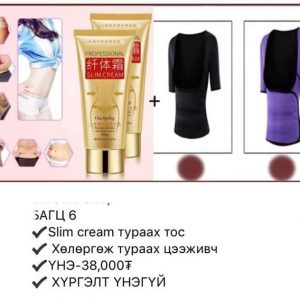 PROFESSIONAL
纤体霜
SLIM CREAM
+
БАГЦ 6
✔Slim cream тураах тос
✔ Хөлөргөж тураах цээживч
✔ҮНЭ-38,000₮
✔ ХҮРГЭЛТ ҮНЭГҮЙ